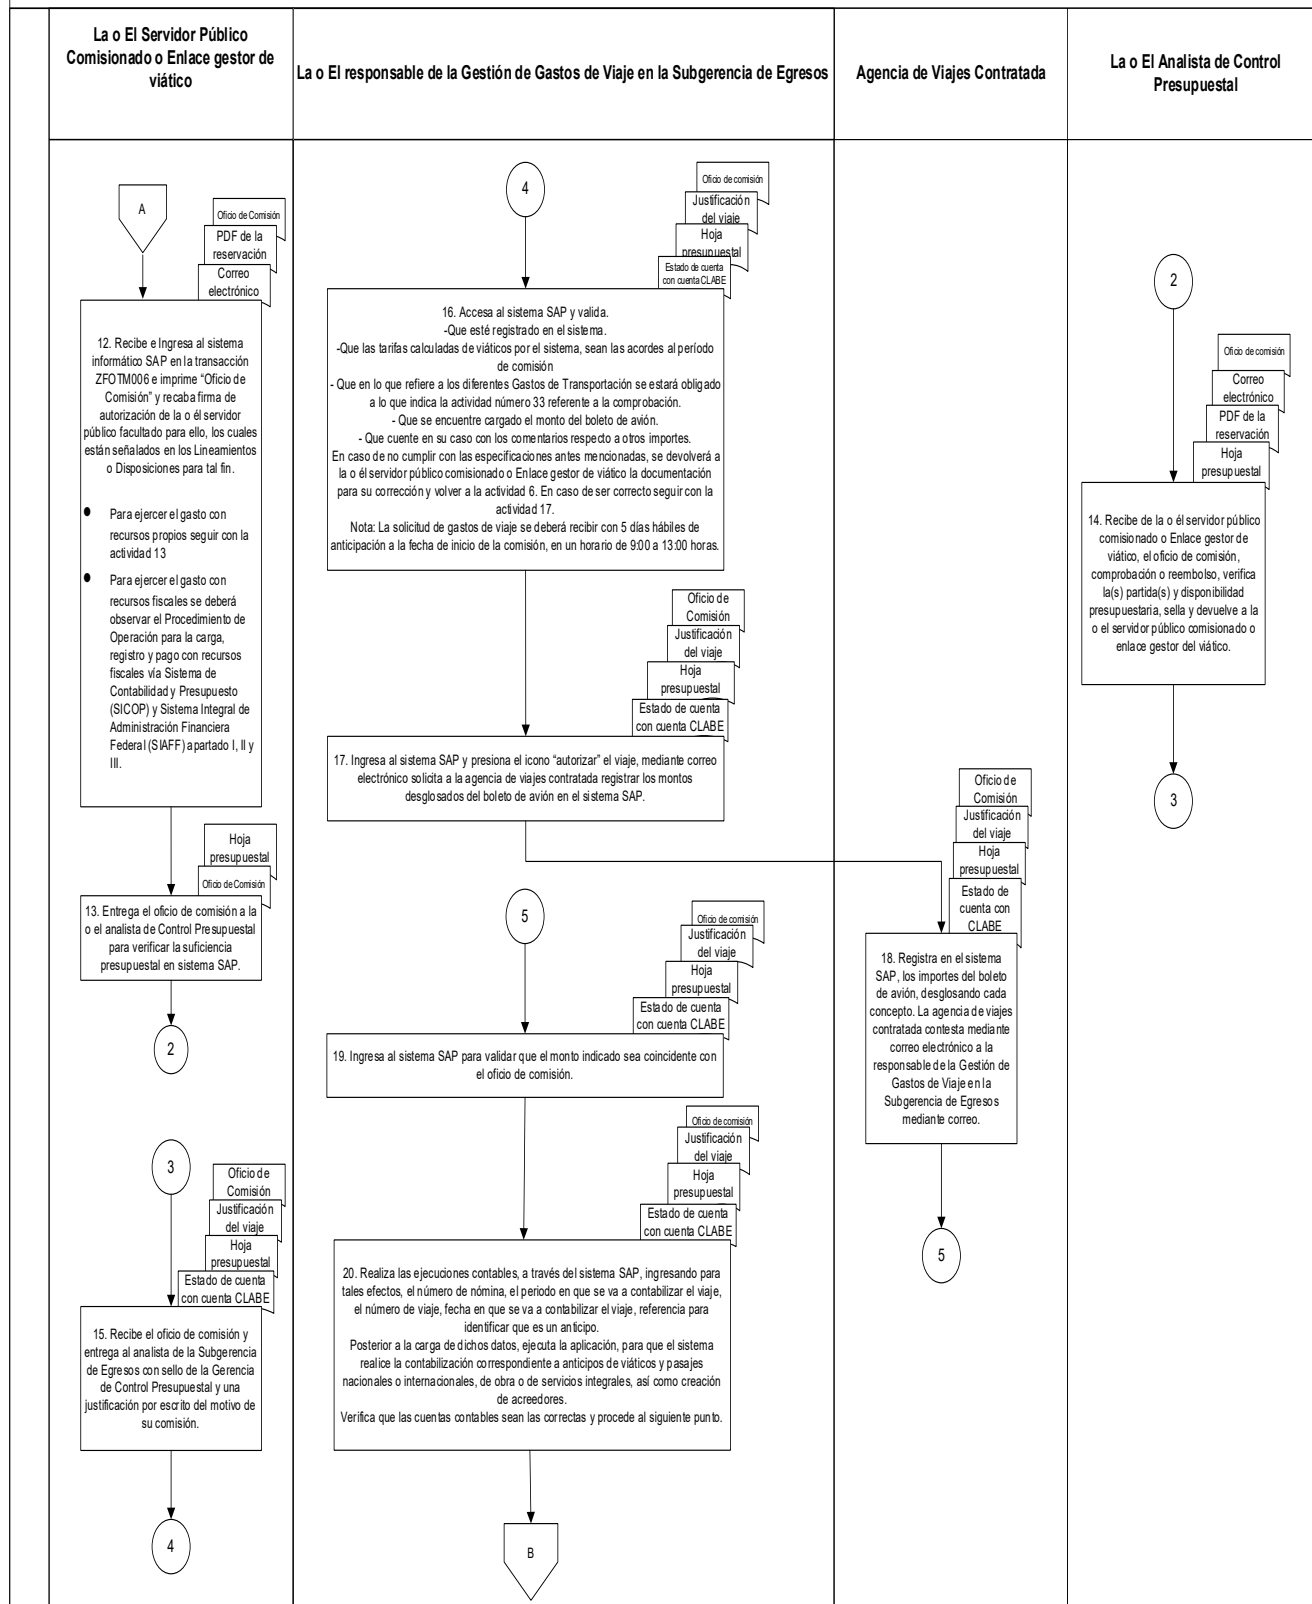 La o El Servidor Público
Comisionado o Enlace gestor de
viático
La o El responsable de la Gestión de Gastos de Viaje en la Subgerencia de Egresos
Agencia de Viajes Contratada
La o El Analista de Control
Presupuestal
A
Oficio de Comisión
PDF de la
reservación
Correo
electrónico
12. Recibe e Ingresa al sistema
informático SAP en la transacción
ZFOTM006 e imprime “Oficio de
Comisión” y recaba firma de
autorización de la o él servidor
público facultado para ello, los cuales
están señalados en los Lineamientos
o Disposiciones para tal fin.
● Para ejercer el gasto con
recursos propios seguir con la
actividad 13
● Para ejercer el gasto con
recursos fiscales se deberá
observar el Procedimiento de
Operación para la carga,
registro y pago con recursos
fiscales vía Sistema de
Contabilidad y Presupuesto
(SICOP) y Sistema Integral de
Administración Financiera
Federal (SIAFF) apartado I, II y
III.
Hoja
presupuestal
Oficio de Comisión
13. Entrega el oficio de comisión a la
o el analista de Control Presupuestal
para verificar la suficiencia
presupuestal en sistema SAP.
2
3
Oficio de
Comisión
Justificación
del viaje
Hoja
presupuestal
Estado de cuenta
con cuenta CLABE
15. Recibe el oficio de comisión y
entrega al analista de la Subgerencia
de Egresos con sello de la Gerencia
de Control Presupuestal y una
justificación por escrito del motivo de
su comisión.
4
4
Oficio de comisión
Justificación
del viaje
Hoja
presupuestal
Estado de cuenta
con cuenta CLABE
16. Accesa al sistema SAP y valida.
-Que esté registrado en el sistema.
-Que las tarifas calculadas de viáticos por el sistema, sean las acordes al período
de comisión
- Que en lo que refiere a los diferentes Gastos de Transportación se estará obligado
a lo que indica la actividad número 33 referente a la comprobación.
- Que se encuentre cargado el monto del boleto de avión.
- Que cuente en su caso con los comentarios respecto a otros importes.
En caso de no cumplir con las especificaciones antes mencionadas, se devolverá a
la o él servidor público comisionado o Enlace gestor de viático la documentación
para su corrección y volver a la actividad 6. En caso de ser correcto seguir con la
actividad 17.
Nota: La solicitud de gastos de viaje se deberá recibir con 5 días hábiles de
anticipación a la fecha de inicio de la comisión, en un horario de 9:00 a 13:00 horas.
Oficio de
Comisión
Justificación
del viaje
Hoja
presupuestal
Estado de cuenta
con cuenta CLABE
17. Ingresa al sistema SAP y presiona el icono “autorizar” el viaje, mediante correo
electrónico solicita a la agencia de viajes contratada registrar los montos
desglosados del boleto de avión en el sistema SAP.
5
Oficio de comisión
Justificación
del viaje
Hoja
presupuestal
Estado de cuenta
con cuenta CLABE
19. Ingresa al sistema SAP para validar que el monto indicado sea coincidente con
el oficio de comisión.
Oficio de comisión
Justificación
del viaje
Hoja
presupuestal
Estado de cuenta
con cuenta CLABE
20. Realiza las ejecuciones contables, a través del sistema SAP, ingresando para
tales efectos, el número de nómina, el periodo en que se va a contabilizar el viaje,
el número de viaje, fecha en que se va a contabilizar el viaje, referencia para
identificar que es un anticipo.
Posterior a la carga de dichos datos, ejecuta la aplicación, para que el sistema
realice la contabilización correspondiente a anticipos de viáticos y pasajes
nacionales o internacionales, de obra o de servicios integrales, así como creación
de acreedores.
Verifica que las cuentas contables sean las correctas y procede al siguiente punto.
B
Oficio de
Comisión
Justificación
del viaje
Hoja
presupuestal
Estado de
cuenta con
CLABE
18. Registra en el sistema
SAP, los importes del boleto
de avión, desglosando cada
concepto. La agencia de viajes
contratada contesta mediante
correo electrónico a la
responsable de la Gestión de
Gastos de Viaje en la
Subgerencia de Egresos
mediante correo.
5
2
Oficio de comisión
Correo
electrónico
PDF de la
reservación
Hoja
presupuestal
14. Recibe de la o él servidor público
comisionado o Enlace gestor de
viático, el oficio de comisión,
comprobación o reembolso, verifica
la(s) partida(s) y disponibilidad
presupuestaria, sella y devuelve a la
o el servidor público comisionado o
enlace gestor del viático.
3